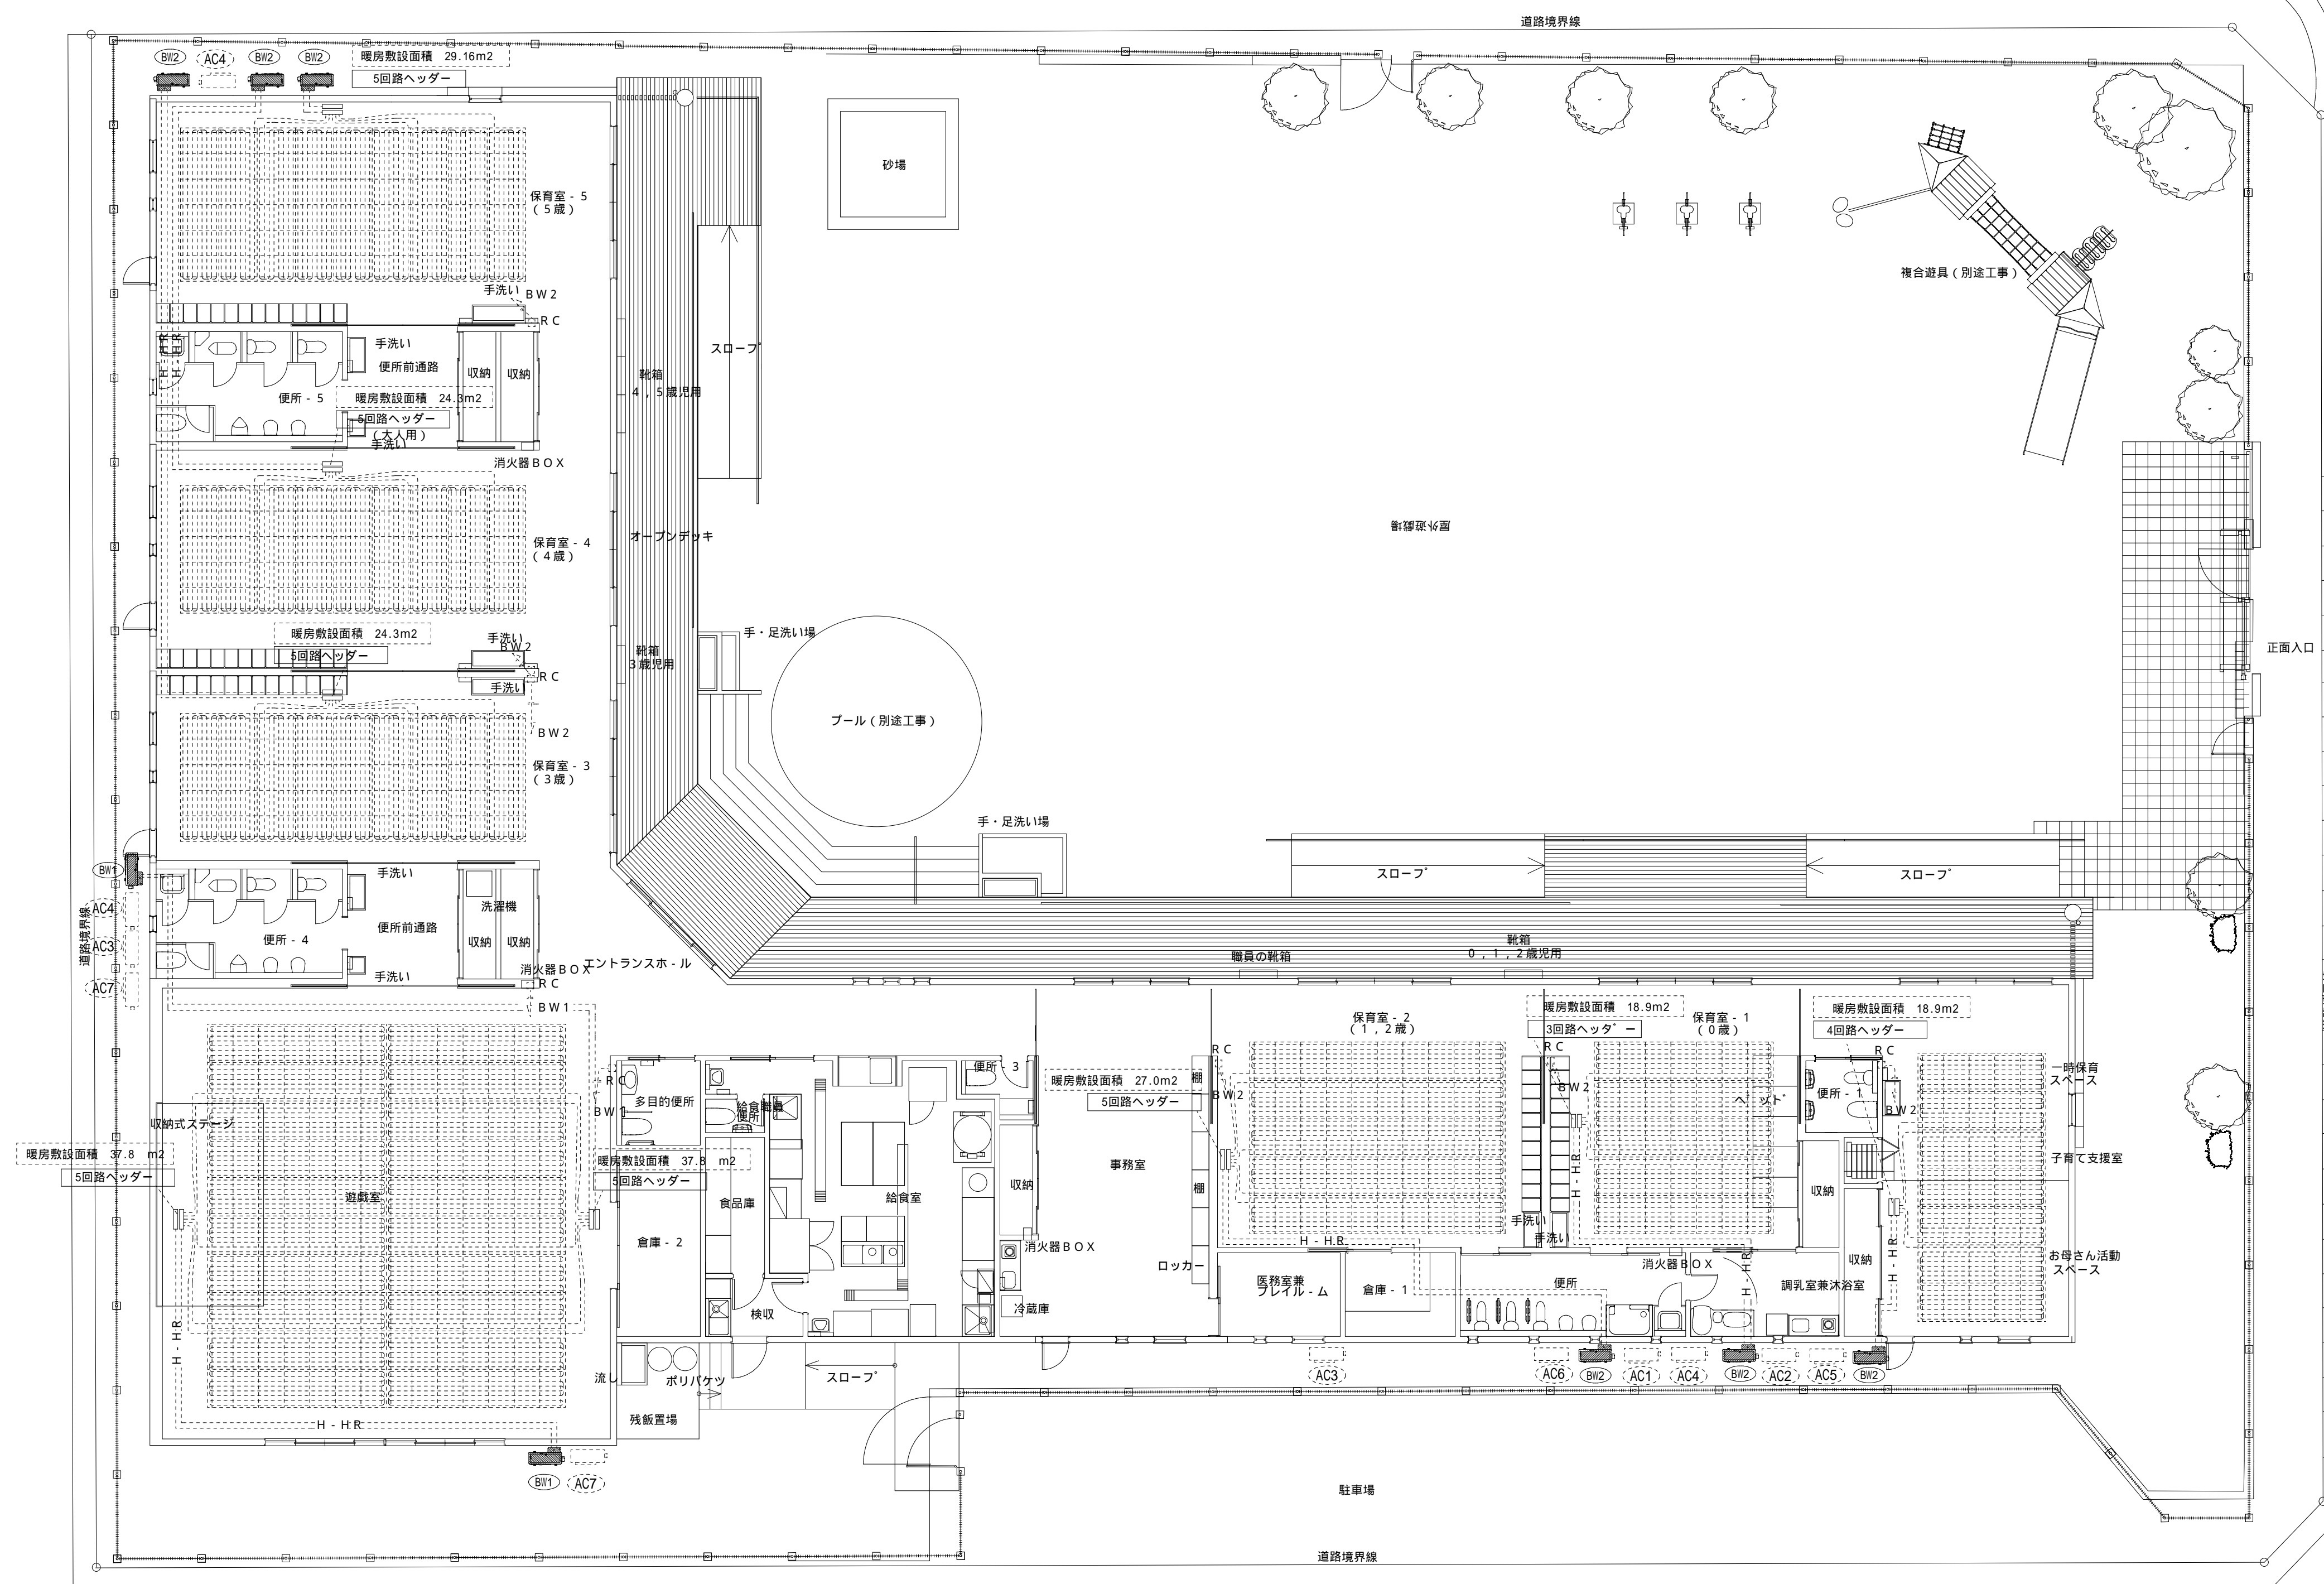 道路境界線
BW2
AC4
BW2
BW2
暖房敷設面積 29.16m2
5回路ヘッダー
砂場
保育室-5
(5歳)
複合遊具(別途工事)
手洗い
BW2
RC
H-HR
H-HR
手洗い
便所前通路
収納
収納
スロープ
靴箱
4,5歳児用
便所-5
暖房敷設面積 24.3m2
5回路ヘッダー
(大人用)
手洗い
消火器BOX
屋外遊戯場
オープンデッキ
保育室-4
(4歳)
暖房敷設面積 24.3m2
5回路ヘッダー
手洗い
BW2
RC
手洗い
靴箱
3歳児用
手・足洗い場
正面入口
プール(別途工事)
BW2
保育室-3
(3歳)
手・足洗い場
BW1
手洗い
スロープ
スロープ
AC4
道路境界線
AC3
AC7
洗濯機
便所前通路
便所-4
収納
収納
手洗い
消火器BOX
RC
エントランスホ-ル
職員の靴箱
靴箱
0,1,2歳児用
BW1
保育室-2
(1,2歳)
暖房敷設面積 18.9m2
3回路ヘッダー
保育室-1
(0歳)
暖房敷設面積 18.9m2
4回路ヘッダー
RC
RC
RC
RC
便所-3
暖房敷設面積 27.0m2
5回路ヘッダー
棚
BW2
BW2
ベッド
便所-1
BW2
一時保育
スペース
BW1
多目的便所
給食職員
便所
収納式ステージ
暖房敷設面積 37.8 m2
5回路ヘッダー
暖房敷設面積 37.8 m2
5回路ヘッダー
遊戯室
食品庫
給食室
収納
事務室
棚
H-HR
収納
子育て支援室
倉庫-2
手洗い
手洗い
消火器BOX
H-HR
ロッカー
医務室兼
プレイル-ム
倉庫-1
便所
消火器BOX
H-HR
調乳室兼沐浴室
収納
H-HR
お母さん活動
スペース
検収
冷蔵庫
H-HR
流し
ポリバケツ
スロープ
AC3
AC6
BW2
AC1
AC4
BW2
AC2
AC5
BW2
残飯置場
H-HR
BW1
AC7
駐車場
道路境界線